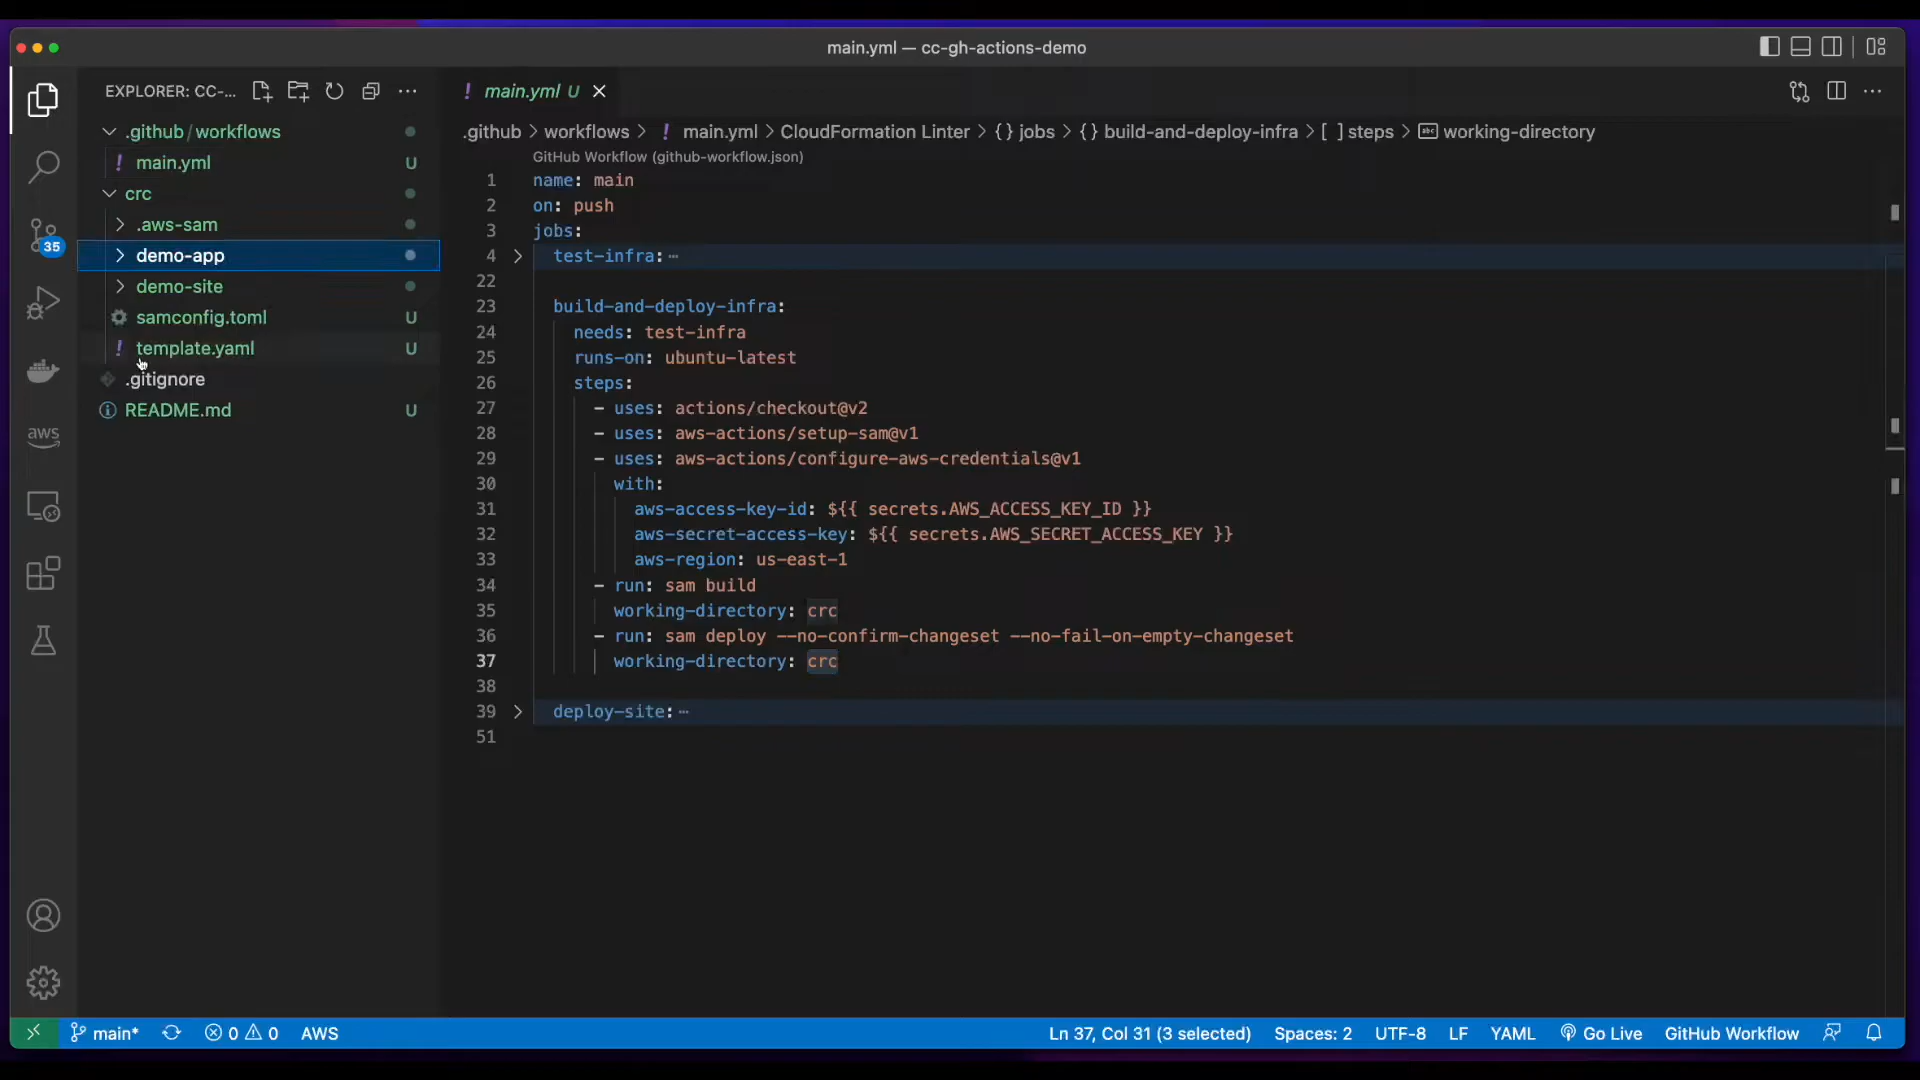 main.yml — cc-gh-actions-demo
EXPLORER: CC-...
.github / workflows
! main.yml U
crc
.aws-sam
demo-app
demo-site
samconfig.toml U
! template.yaml U
.gitignore
README.md U
35
aws
! main.yml U
.github > workflows > ! main.yml > CloudFormation Linter > {} jobs > {} build-and-deploy-infra > [ ] steps > abc working-directory
GitHub Workflow (github-workflow.json)
1 name: main
2 on: push
3 jobs:
4 test-infra: ⋯
22
23 build-and-deploy-infra:
24 needs: test-infra
25 runs-on: ubuntu-latest
26 steps:
27 - uses: actions/checkout@v2
28 - uses: aws-actions/setup-sam@v1
29 - uses: aws-actions/configure-aws-credentials@v1
30 with:
31 aws-access-key-id: ${{ secrets.AWS_ACCESS_KEY_ID }}
32 aws-secret-access-key: ${{ secrets.AWS_SECRET_ACCESS_KEY }}
33 aws-region: us-east-1
34 - run: sam build
35 working-directory: crc
36 - run: sam deploy --no-confirm-changeset --no-fail-on-empty-changeset
37 working-directory: crc
38
39 deploy-site: ⋯
51
main* 0 0 AWS Ln 37, Col 31 (3 selected) Spaces: 2 UTF-8 LF YAML Go Live GitHub Workflow